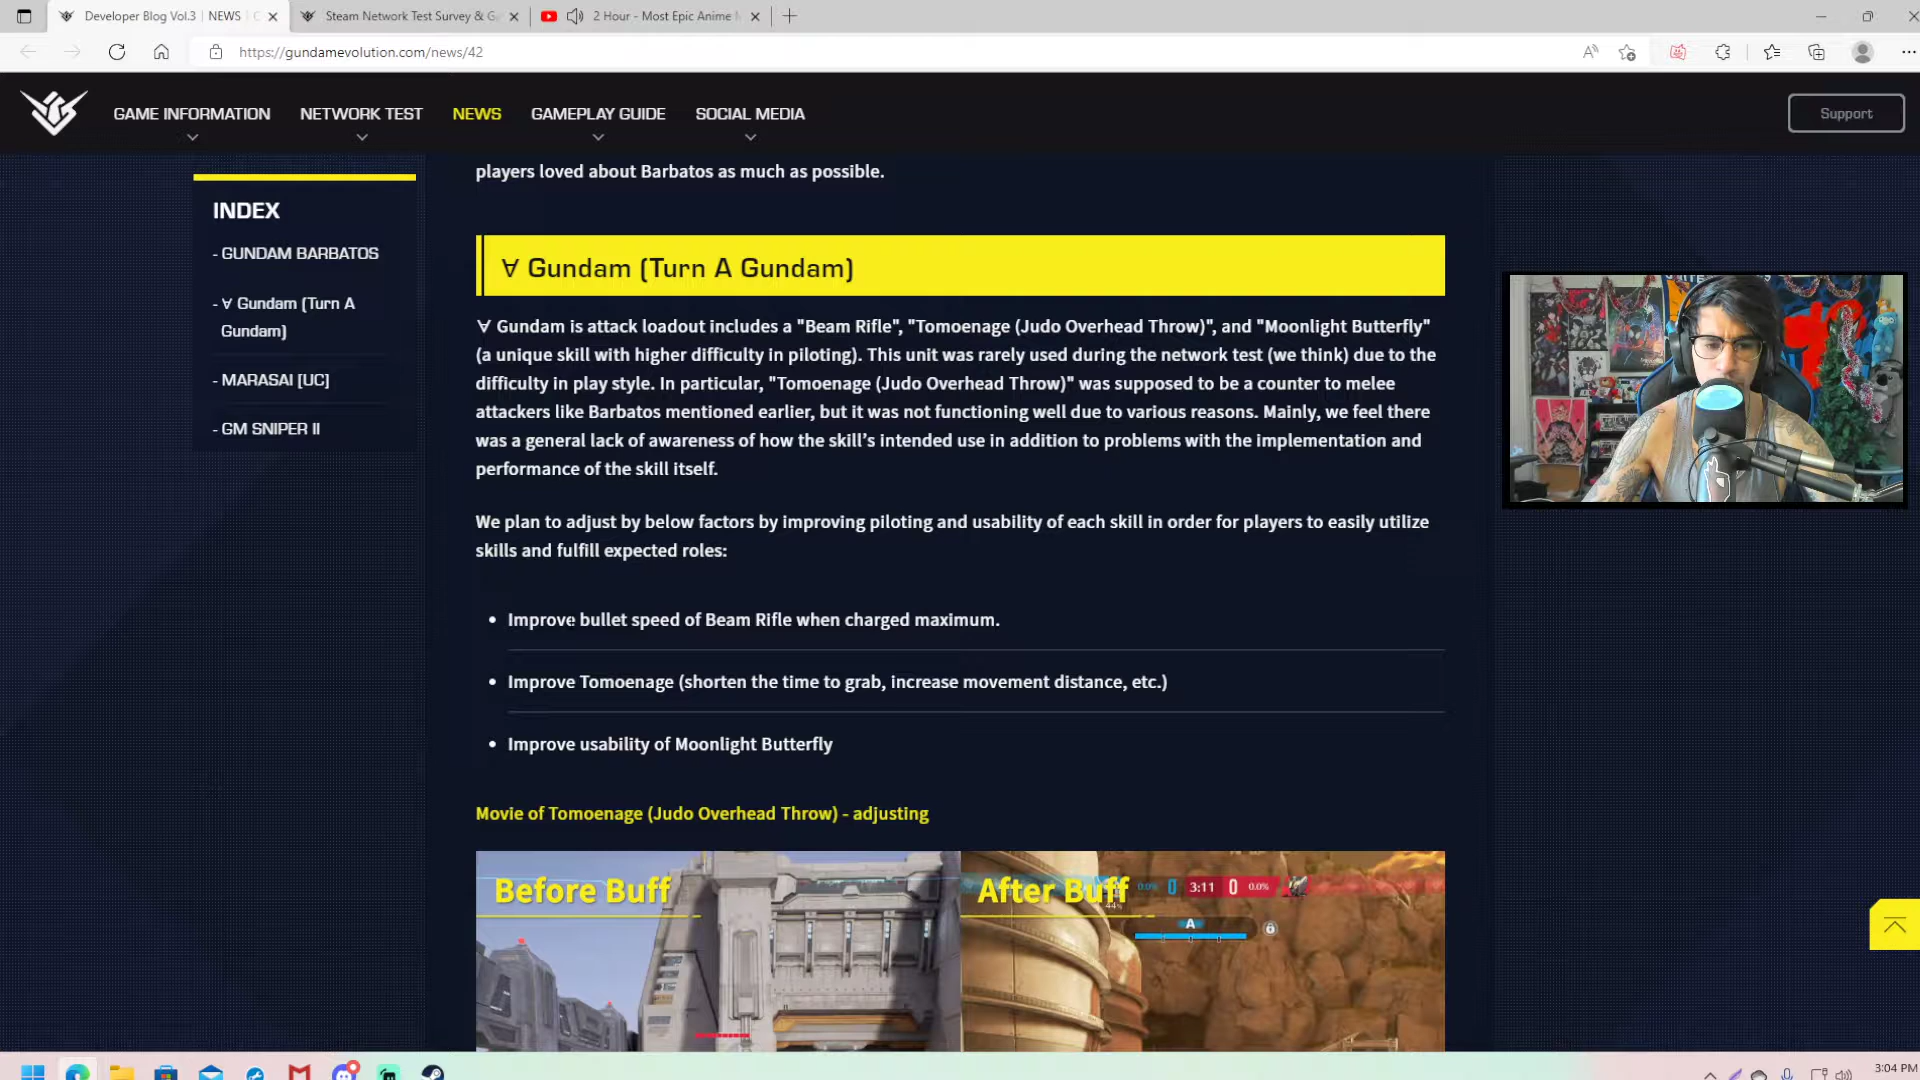 Developer Blog Vol.3 | NEWS | C
Steam Network Test Survey & G
2 Hour - Most Epic Anime
https://gundamevolution.com/news/42
GAME INFORMATION
NETWORK TEST
NEWS
GAMEPLAY GUIDE
SOCIAL MEDIA
Support
INDEX
- GUNDAM BARBATOS
- ∀ Gundam (Turn A
Gundam)
- MARASAI [UC]
- GM SNIPER II
players loved about Barbatos as much as possible.
∀ Gundam (Turn A Gundam)
∀ Gundam is attack loadout includes a "Beam Rifle", "Tomoenage (Judo Overhead Throw)", and "Moonlight Butterfly"
(a unique skill with higher difficulty in piloting). This unit was rarely used during the network test (we think) due to the
difficulty in play style. In particular, "Tomoenage (Judo Overhead Throw)" was supposed to be a counter to melee
attackers like Barbatos mentioned earlier, but it was not functioning well due to various reasons. Mainly, we feel there
was a general lack of awareness of how the skill's intended use in addition to problems with the implementation and
performance of the skill itself.
We plan to adjust by below factors by improving piloting and usability of each skill in order for players to easily utilize
skills and fulfill expected roles:
• Improve bullet speed of Beam Rifle when charged maximum.
• Improve Tomoenage (shorten the time to grab, increase movement distance, etc.)
• Improve usability of Moonlight Butterfly
Movie of Tomoenage (Judo Overhead Throw) - adjusting
Before Buff
After Buff
0.0% 0 3:11 0 0.0%
44%
A
3:04 PM